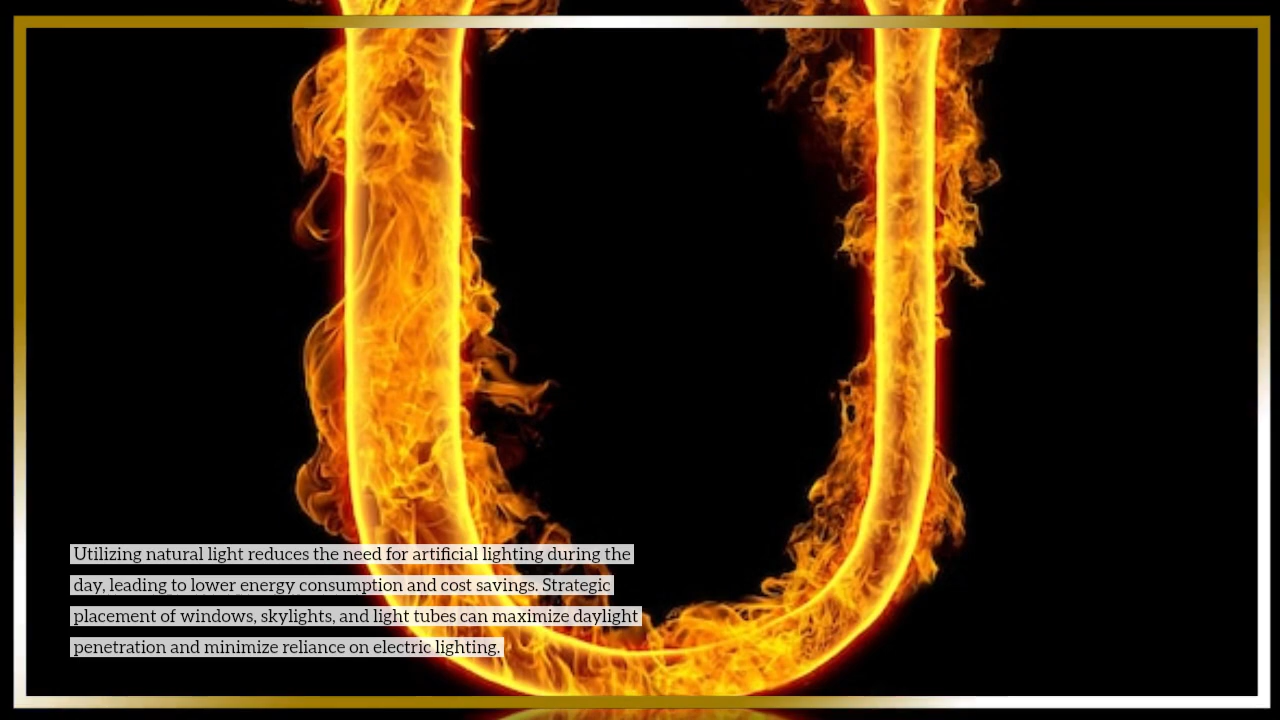 U
Utilizing natural light reduces the need for artificial lighting during the
day, leading to lower energy consumption and cost savings. Strategic
placement of windows, skylights, and light tubes can maximize daylight
penetration and minimize reliance on electric lighting.